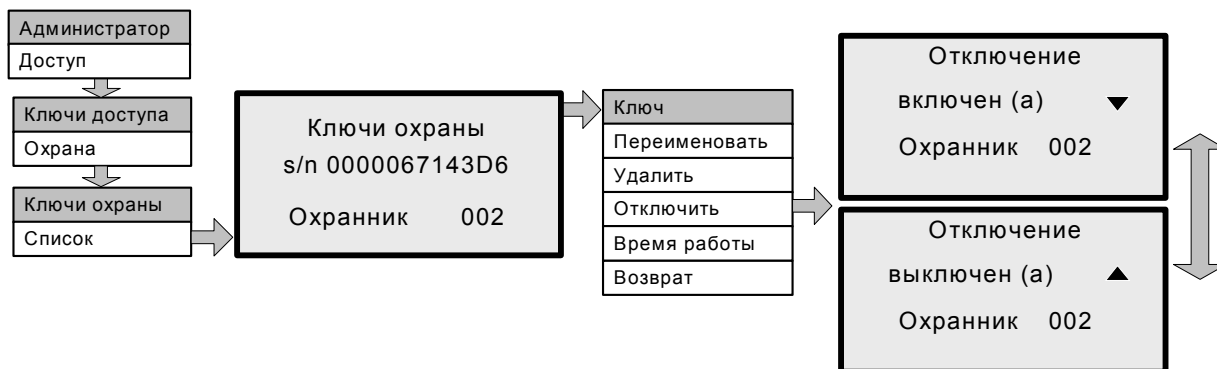 Администратор
Доступ
Ключи доступа
Охрана
Ключи охраны
Список
Ключи охраны
s/n 0000067143D6
Охранник 002
Ключ
Переименовать
Удалить
Отключить
Время работы
Возврат
Отключение
включен (а)
Охранник 002
Отключение
выключен (а)
Охранник 002